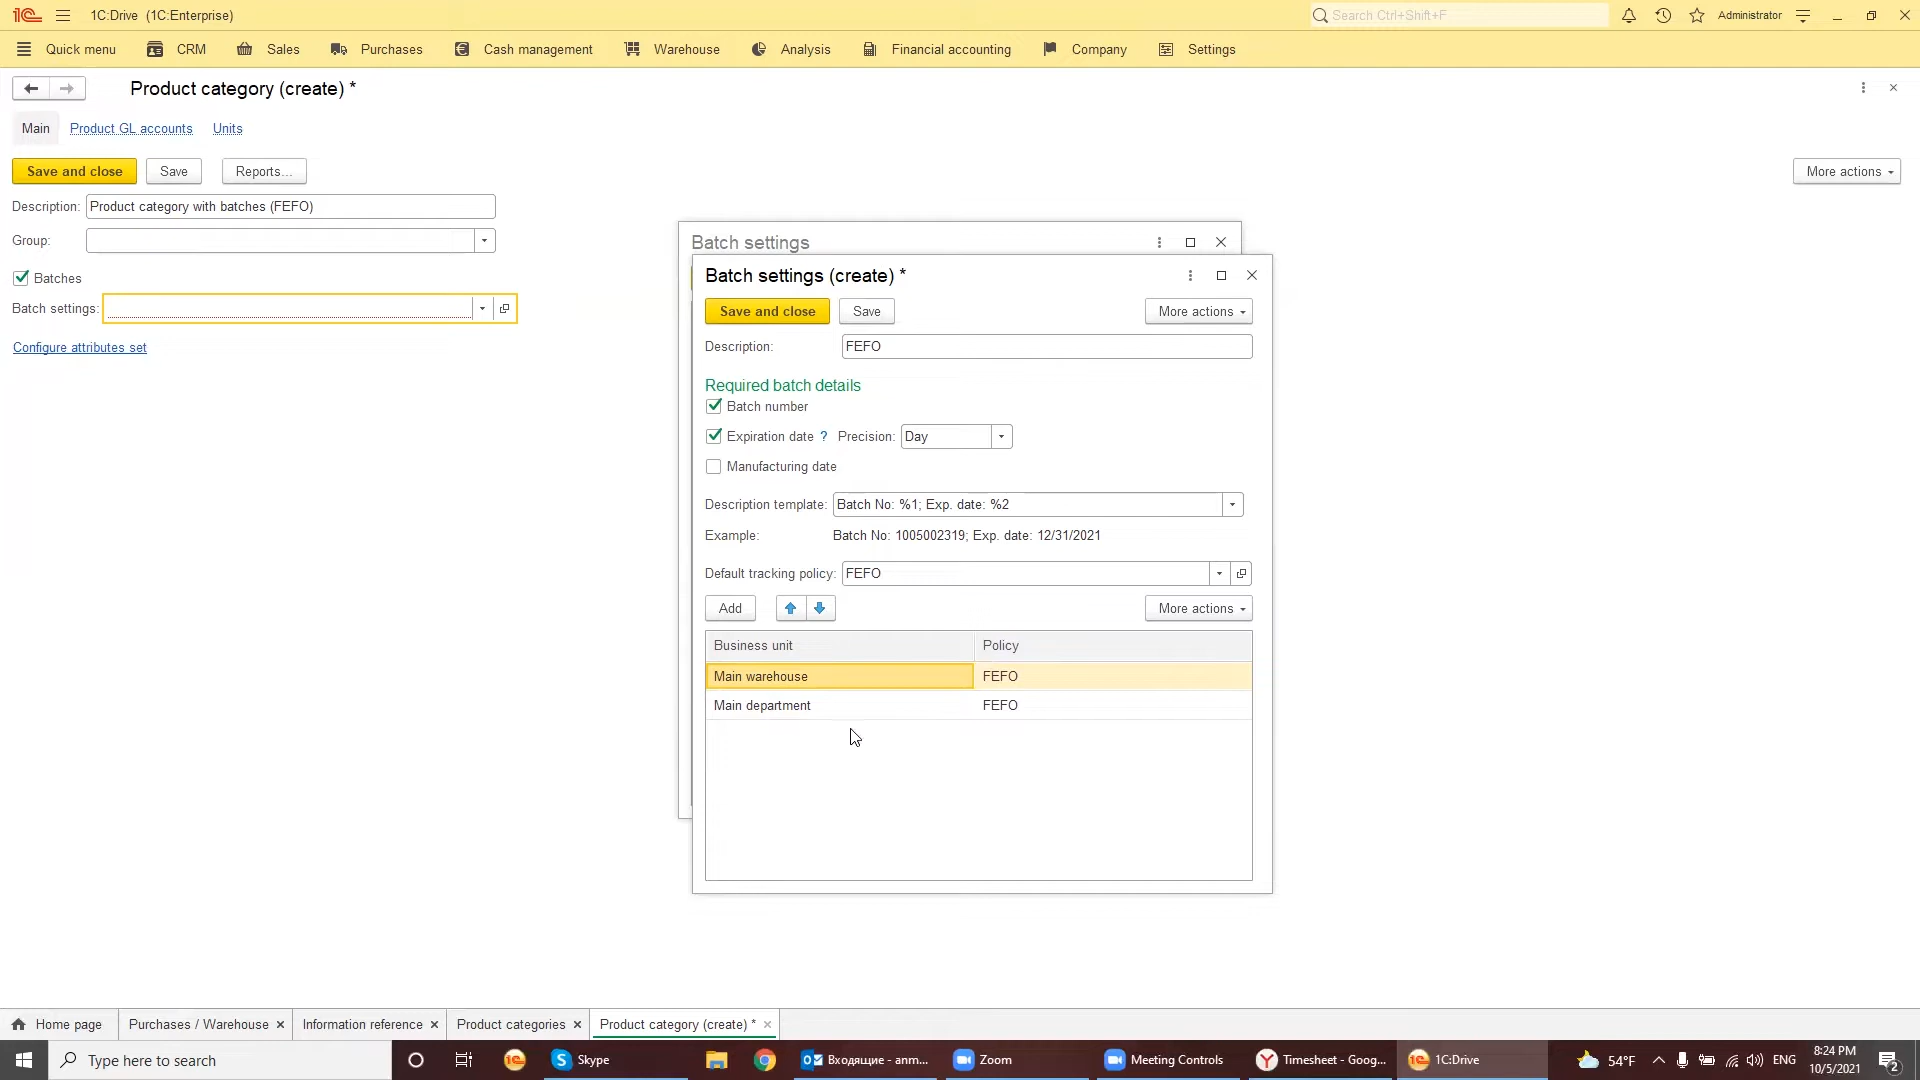 1C:Drive (1C:Enterprise)
Search Ctrl+Shift+F
Administrator
Quick menu
CRM
Sales
Purchases
Cash management
Warehouse
Analysis
Financial accounting
Company
Settings
Product category (create) *
Main
Product GL accounts
Units
Save and close
Save
Reports...
More actions
Description: Product category with batches (FEFO)
Group:
Batches
Batch settings:
Configure attributes set
Batch settings
Batch settings (create) *
Save and close
Save
More actions
Description: FEFO
Required batch details
Batch number
Expiration date ? Precision: Day
Manufacturing date
Description template: Batch No: %1; Exp. date: %2
Example: Batch No: 1005002319; Exp. date: 12/31/2021
Default tracking policy: FEFO
Add
More actions
Business unit Policy
Main warehouse FEFO
Main department FEFO
Home page
Purchases / Warehouse
Information reference
Product categories
Product category (create) *
Type here to search
Skype
Входящие - anm...
Zoom
Meeting Controls
Timesheet - Goog...
1C:Drive
54°F
ENG
8:24 PM
10/5/2021
2